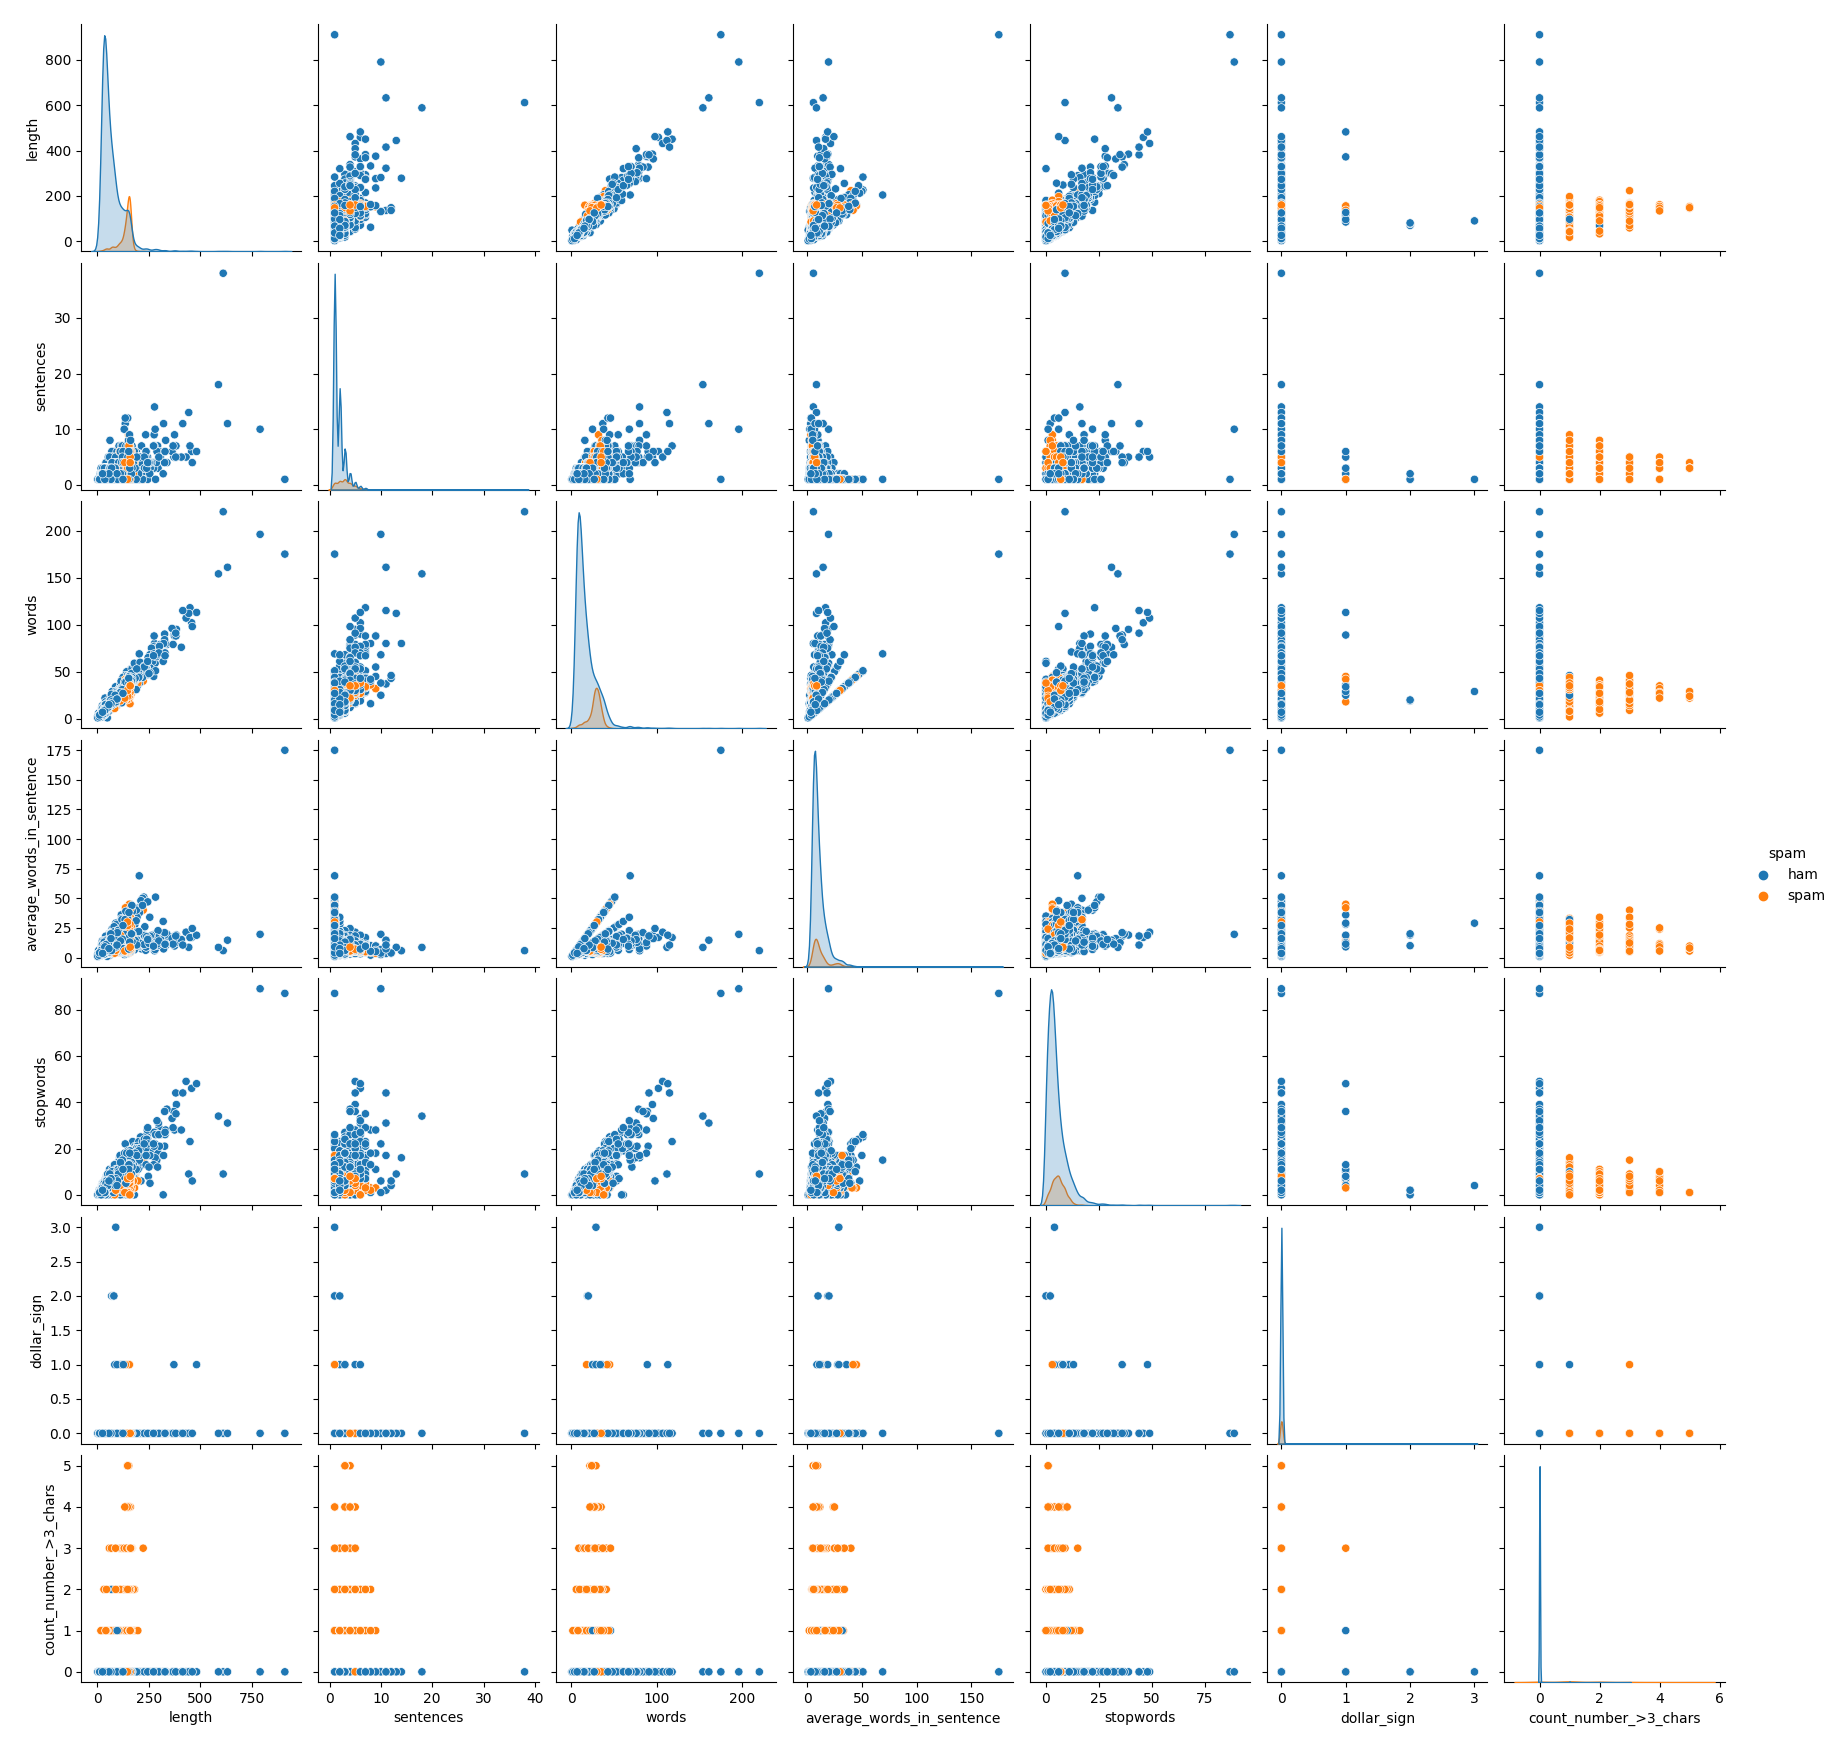 800
600
400
200
0
length
30
20
10
0
sentences
200
150
100
50
0
words
175
150
125
100
75
50
25
0
average_words_in_sentence
80
60
40
20
0
stopwords
3.0
2.5
2.0
1.5
1.0
0.5
0.0
dollar_sign
5
4
3
2
1
0
count_number_>3_chars
0 250 500 750
length
0 10 20 30 40
sentences
0 100 200
words
0 50 100 150
average_words_in_sentence
0 25 50 75
stopwords
0 1 2 3
dollar_sign
0 2 4 6
count_number_>3_chars
spam
ham
spam